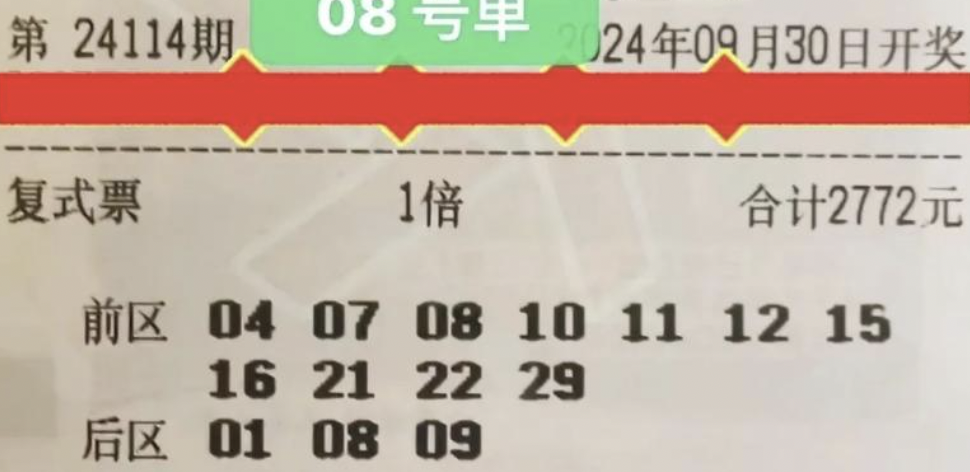 08 号单
第 24114期
2024年09月30日开奖
复式票 1倍 合计2772元
前区 04 07 08 10 11 12 15
16 21 22 29
后区 01 08 09